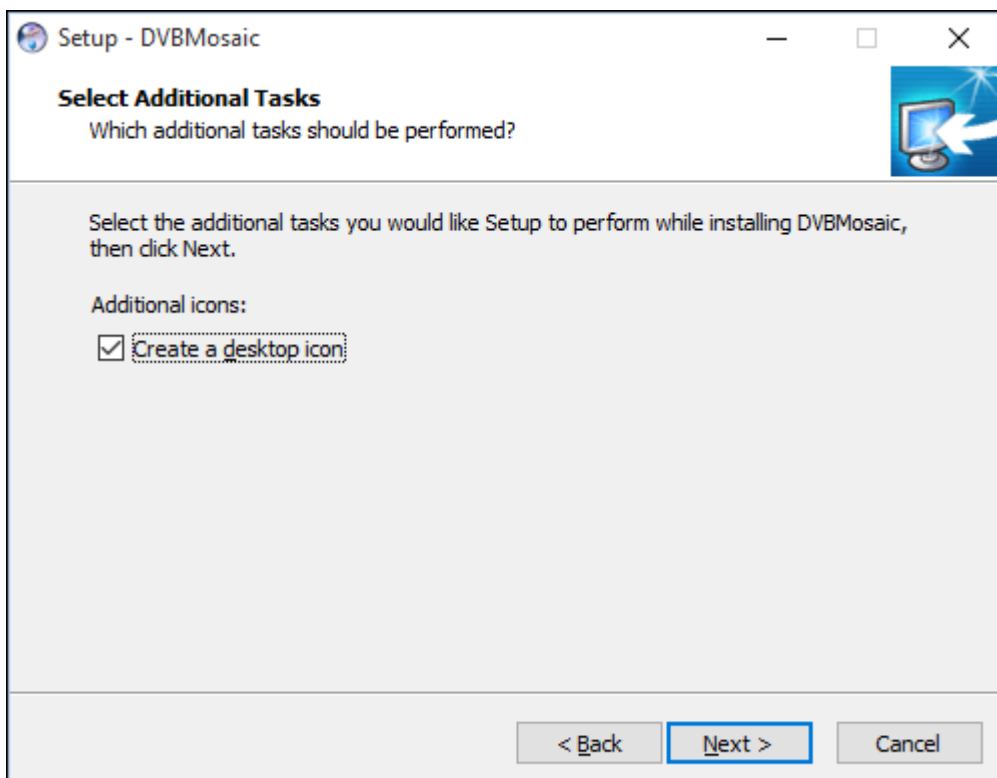 Setup - DVBMosaic
Select Additional Tasks
Which additional tasks should be performed?
Select the additional tasks you would like Setup to perform while installing DVBMosaic,
then click Next.
Additional icons:
Create a desktop icon
< Back
Next >
Cancel